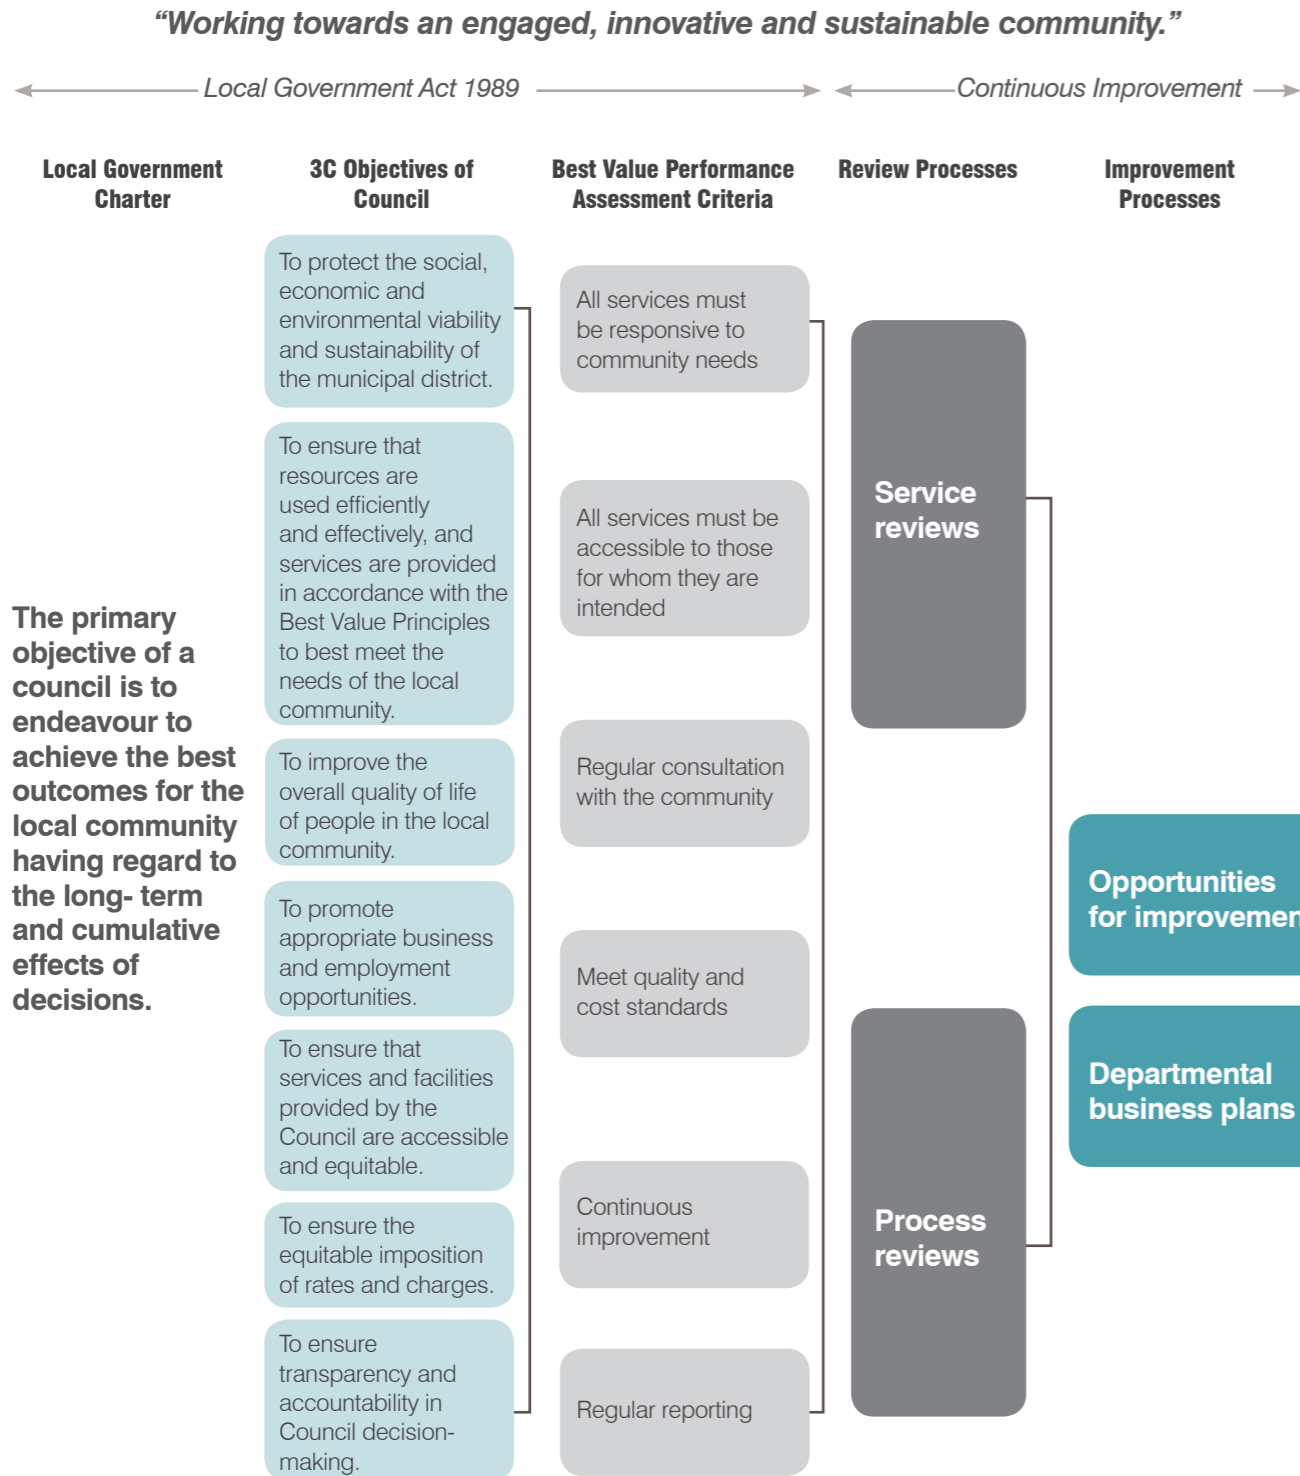 “Working towards an engaged, innovative and sustainable community.”
Local Government Act 1989
Continuous Improvement
Local Government
Charter
3C Objectives of
Council
Best Value Performance
Assessment Criteria
Review Processes
Improvement
Processes
The primary
objective of a
council is to
endeavour to
achieve the best
outcomes for the
local community
having regard to
the long- term
and cumulative
effects of
decisions.
To protect the social,
economic and
environmental viability
and sustainability of
the municipal district.
To ensure that
resources are
used efficiently
and effectively, and
services are provided
in accordance with the
Best Value Principles
to best meet the
needs of the local
community.
To improve the
overall quality of life
of people in the local
community.
To promote
appropriate business
and employment
opportunities.
To ensure that
services and facilities
provided by the
Council are accessible
and equitable.
To ensure the
equitable imposition
of rates and charges.
To ensure
transparency and
accountability in
Council decision-
making.
All services must
be responsive to
community needs
All services must be
accessible to those
for whom they are
intended
Regular consultation
with the community
Meet quality and
cost standards
Continuous
improvement
Regular reporting
Service
reviews
Process
reviews
Opportunities
for improvemen
Departmental
business plans